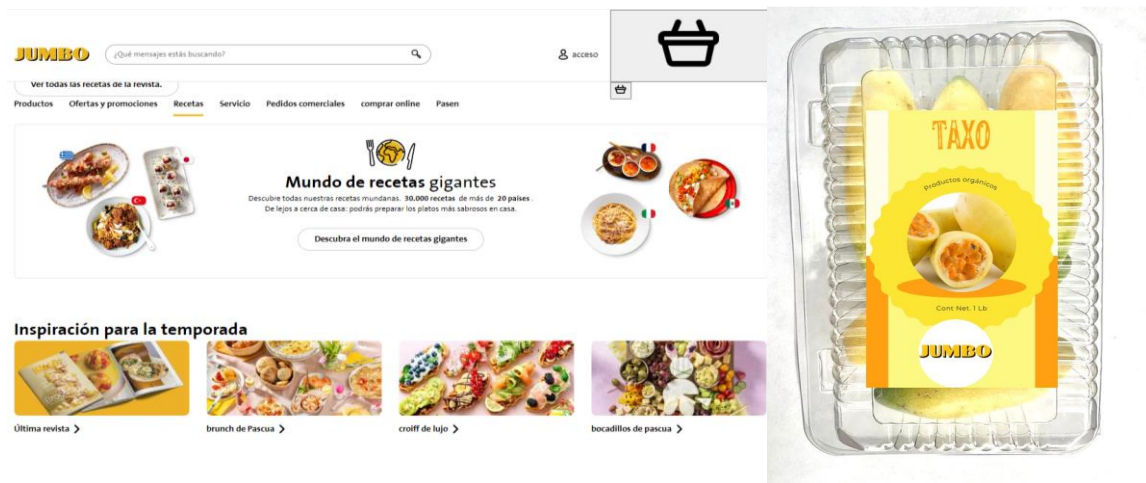 JUMBO
¿Qué mensajes estás buscando?
acceso
Ver todas las recetas de la revista.
Productos Ofertas y promociones Recetas Servicio Pedidos comerciales comprar online Pasen
Mundo de recetas gigantes
Descubre todas nuestras recetas mundanas. 30.000 recetas de más de 20 países .
De lejos a cerca de casa: podrás preparar los platos más sabrosos en casa.
Descubra el mundo de recetas gigantes
Inspiración para la temporada
Última revista
brunch de Pascua
croiff de lujo
bocadillos de pascua
TAXO
Productos orgánicos
Cont Net. 1 Lb
JUMBO